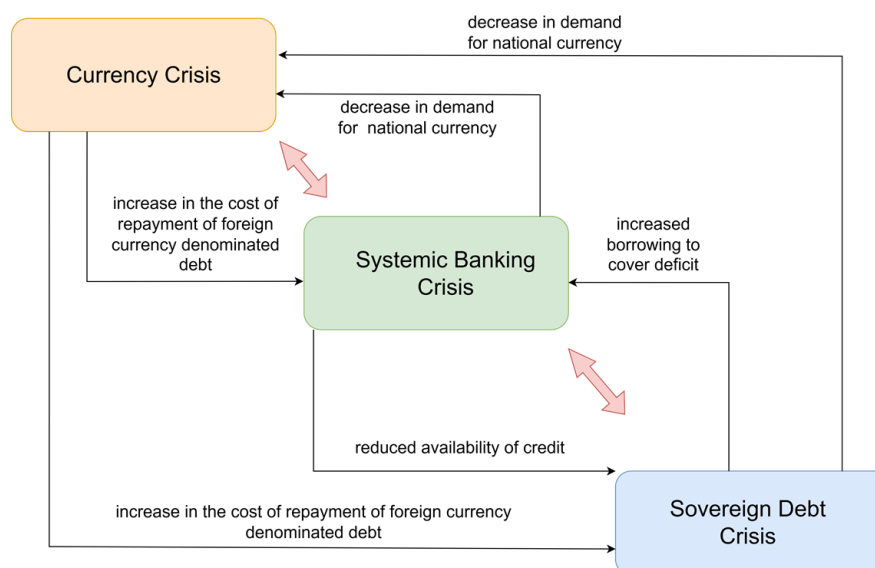 decrease in demand
for national currency
Currency Crisis
decrease in demand
for national currency
increase in the cost of
repayment of foreign
currency denominated
debt
increased
borrowing to
cover deficit
Systemic Banking
Crisis
reduced availability of credit
increase in the cost of repayment of foreign currency
denominated debt
Sovereign Debt
Crisis